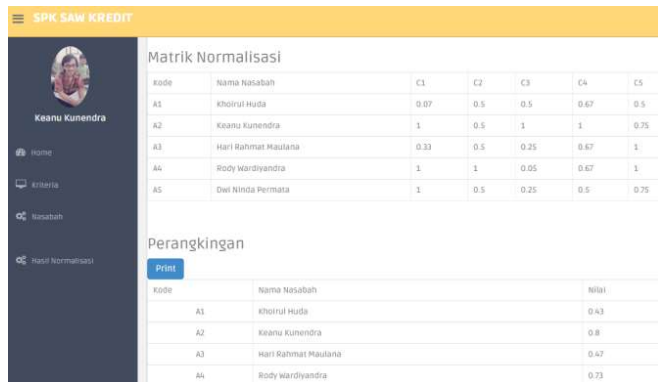 SPK SAW KREDIT
Keanu Kunendra
Home
Kriteria
Nasabah
Hasil Normalisasi
Matrik Normalisasi
Kode Nama Nasabah C1 C2 C3 C4 C5
A1 Khoirul Huda 0.07 0.5 0.5 0.67 0.5
A2 Keanu Kunendra 1 0.5 1 1 0.75
A3 Hari Rahmat Maulana 0.33 0.5 0.25 0.67 1
A4 Rody Wardiyandra 1 1 0.05 0.67 1
A5 Dwi Ninda Permata 1 0.5 0.25 0.5 0.75
Perangkingan
Print
Kode Nama Nasabah Nilai
A1 Khoirul Huda 0.43
A2 Keanu Kunendra 0.8
A3 Hari Rahmat Maulana 0.47
A4 Rody Wardiyandra 0.73